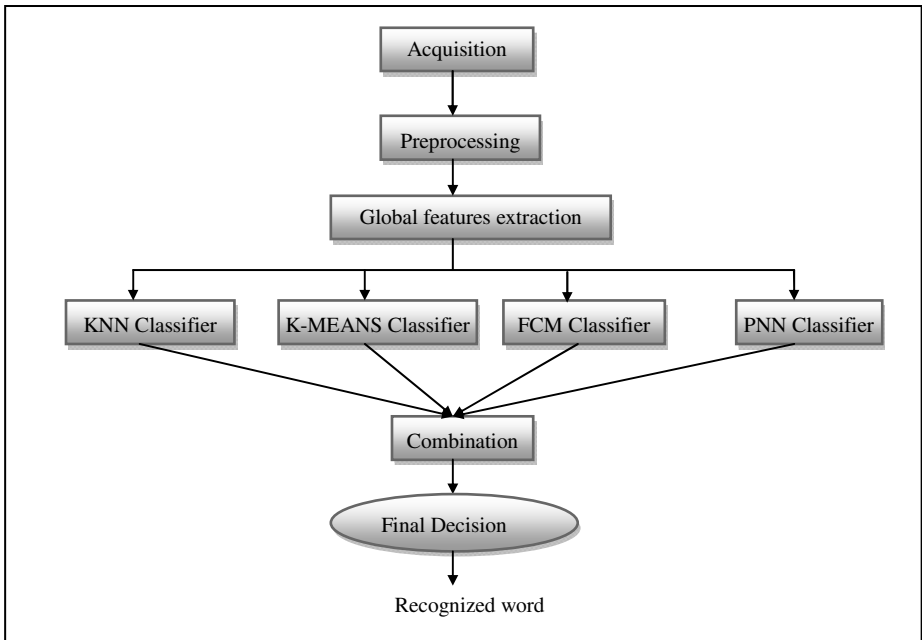 Acquisition
Preprocessing
Global features extraction
KNN Classifier
K-MEANS Classifier
FCM Classifier
PNN Classifier
Combination
Final Decision
Recognized word